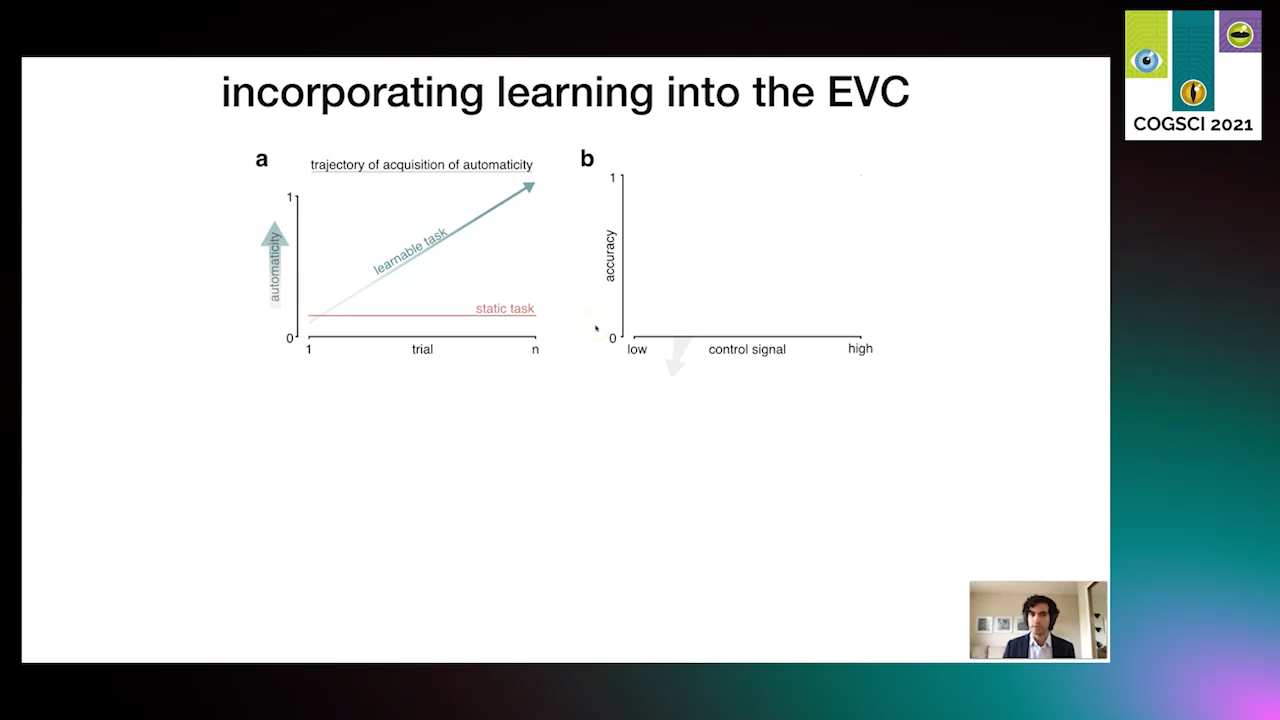 incorporating learning into the EVC
COGSCI 2021
a
trajectory of acquisition of automaticity
1
automaticity
learnable task
static task
0
1
trial
n
b
1
accuracy
0
low
control signal
high